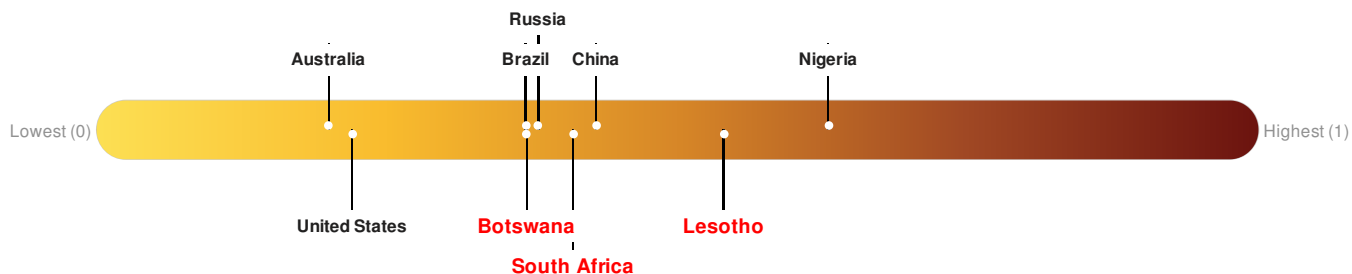 Russia
Australia
Brazil
China
Nigeria
Lowest (0)
Highest (1)
United States
Botswana
Lesotho
South Africa